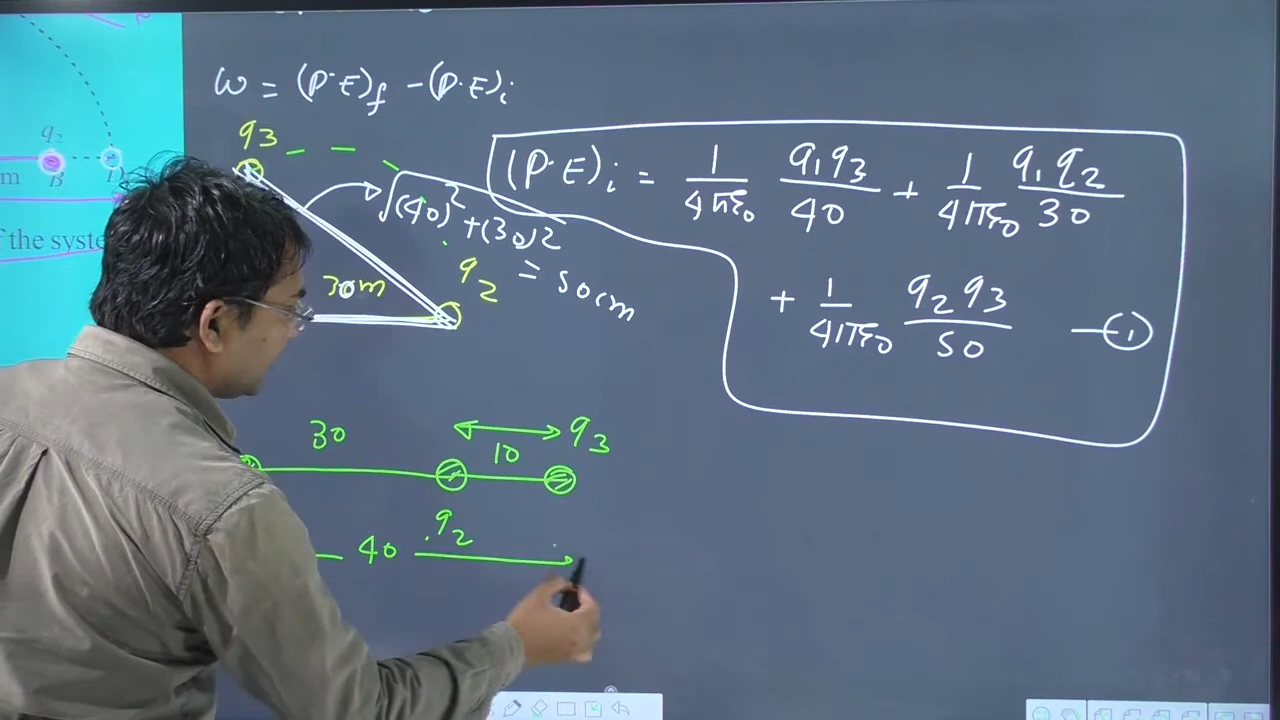 W = (P.E)f - (P.E)i
q2
q3
(P.E)i = 1/4πε0 q1q3/40 + 1/4πε0 q1q2/30
√(40)2 + (30)2
B
D
m
f the syste
30m
q2
= 50cm
+ 1/4πε0 q2q3/50 —(1)
30
10
q3
q2
40